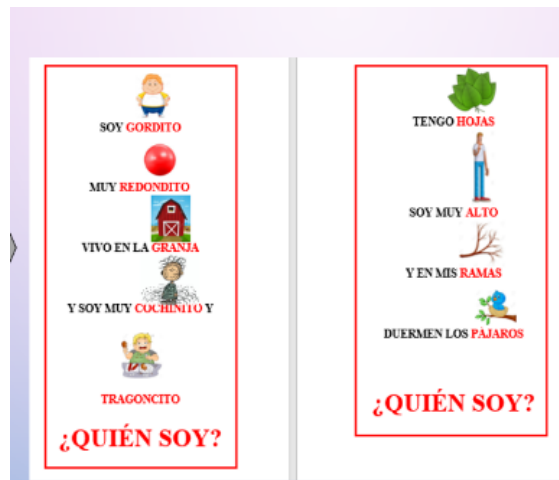 SOY GORDITO
MUY REDONDITO
VIVO EN LA GRANJA
Y SOY MUY COCHINITO Y
TRAGONCITO
¿QUIÉN SOY?
TENGO HOJAS
SOY MUY ALTO
Y EN MIS RAMAS
DUERMEN LOS PÁJAROS
¿QUIÉN SOY?